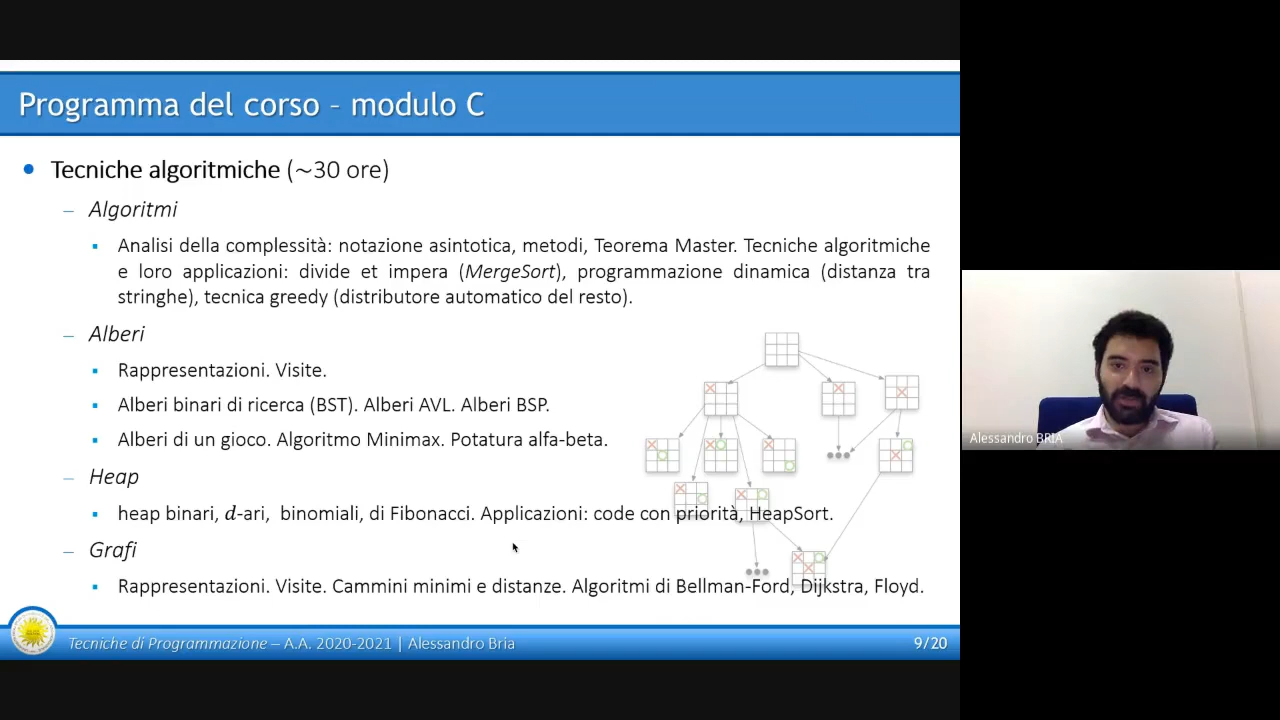 Programma del corso – modulo C
• Tecniche algoritmiche (~30 ore)
– Algoritmi
▪ Analisi della complessità: notazione asintotica, metodi, Teorema Master. Tecniche algoritmiche
e loro applicazioni: divide et impera (MergeSort), programmazione dinamica (distanza tra
stringhe), tecnica greedy (distributore automatico del resto).
– Alberi
▪ Rappresentazioni. Visite.
▪ Alberi binari di ricerca (BST). Alberi AVL. Alberi BSP.
▪ Alberi di un gioco. Algoritmo Minimax. Potatura alfa-beta.
– Heap
▪ heap binari, d-ari, binomiali, di Fibonacci. Applicazioni: code con priorità, HeapSort.
– Grafi
▪ Rappresentazioni. Visite. Cammini minimi e distanze. Algoritmi di Bellman-Ford, Dijkstra, Floyd.
Tecniche di Programmazione – A.A. 2020-2021 | Alessandro Bria
9/20
Alessandro BRIA